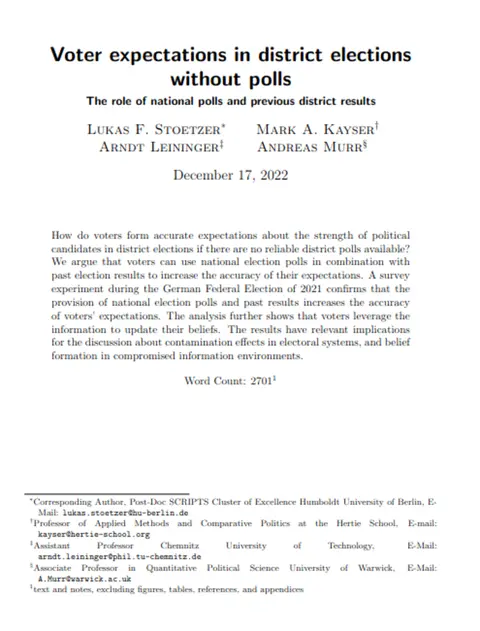 Voter expectations in district elections
without polls
The role of national polls and previous district results
Lukas F. Stoetzer* Mark A. Kayser†
Arndt Leininger‡ Andreas Murr§
December 17, 2022
How do voters form accurate expectations about the strength of political
candidates in district elections if there are no reliable district polls available?
We argue that voters can use national election polls in combination with
past election results to increase the accuracy of their expectations. A survey
experiment during the German Federal Election of 2021 confirms that the
provision of national election polls and past results increases the accuracy
of voters' expectations. The analysis further shows that voters leverage the
information to update their beliefs. The results have relevant implications
for the discussion about contamination effects in electoral systems, and belief
formation in compromised information environments.
Word Count: 2701¹
*Corresponding Author, Post-Doc SCRIPTS Cluster of Excellence Humboldt University of Berlin, E-
Mail: lukas.stoetzer@hu-berlin.de
†Professor of Applied Methods and Comparative Politics at the Hertie School, E-mail:
kayser@hertie-school.org
‡Assistant Professor Chemnitz University of Technology, E-Mail:
arndt.leininger@phil.tu-chemnitz.de
§Associate Professor in Quantitative Political Science University of Warwick, E-Mail:
A.Murr@warwick.ac.uk
¹text and notes, excluding figures, tables, references, and appendices